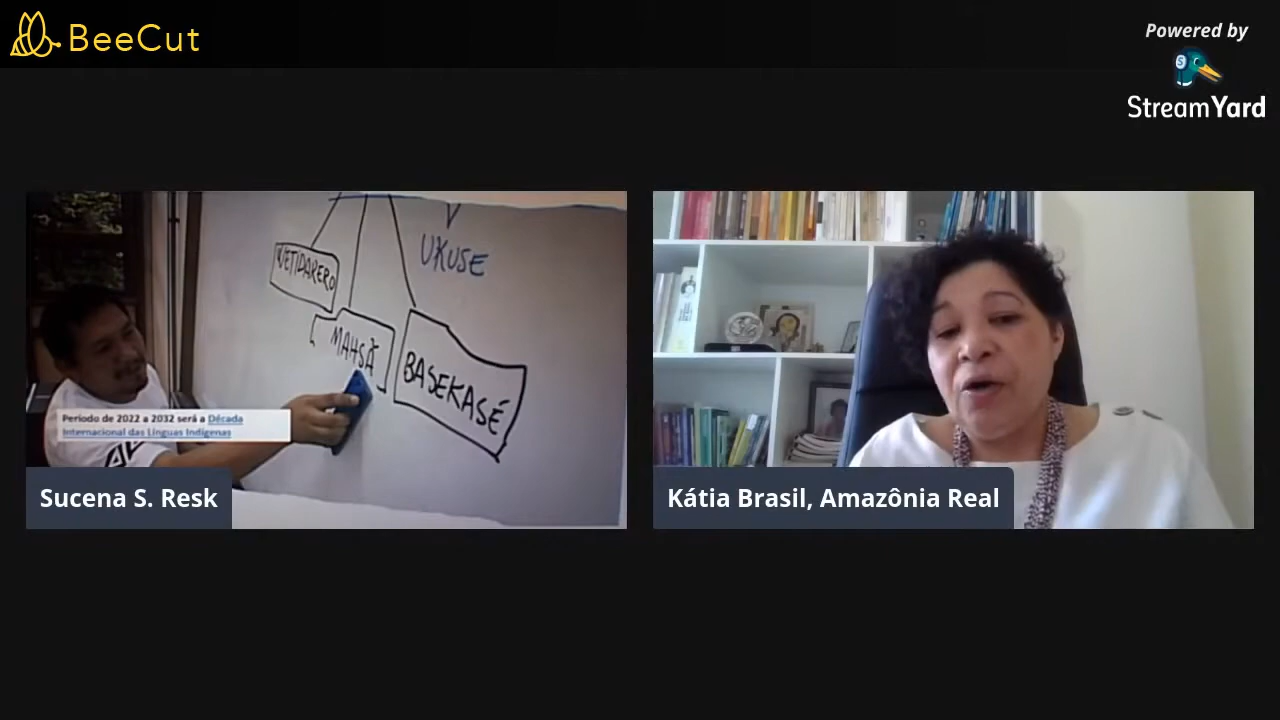 BeeCut
Powered by
StreamYard
UKUSE
WETIDARERO
MAHSÃ
BASEKASÉ
Período de 2022 a 2032 será a Década
Internacional das Línguas Indígenas
Sucena S. Resk
Kátia Brasil, Amazônia Real